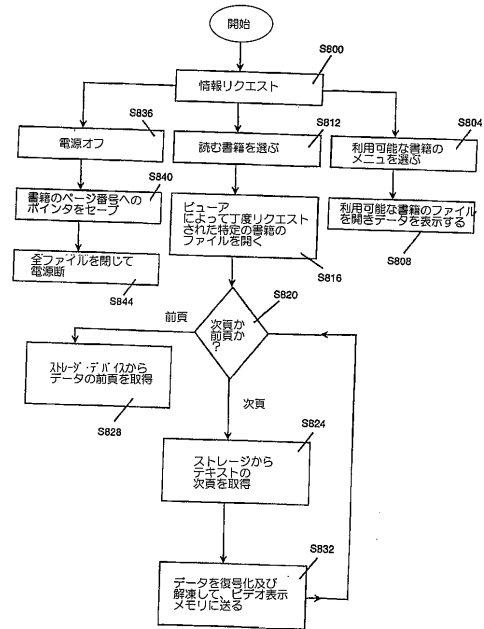 開始
S800
情報リクエスト
S836
電源オフ
S812
読む書籍を選ぶ
S804
利用可能な書籍の
メニュを選ぶ
S840
書籍のページ番号への
ポインタをセーブ
ビューア
によって丁度リクエスト
された特定の書籍の
ファイルを開く
S816
利用可能な書籍のファイル
を開きデータを表示する
S808
全ファイルを閉じて
電源断
S844
S820
次頁か
前頁か
?
前頁
ストレージ・デバイスから
データの前頁を取得
S828
次頁
S824
ストレージから
テキストの
次頁を取得
S832
データを復号化及び
解凍して、ビデオ表示
メモリに送る